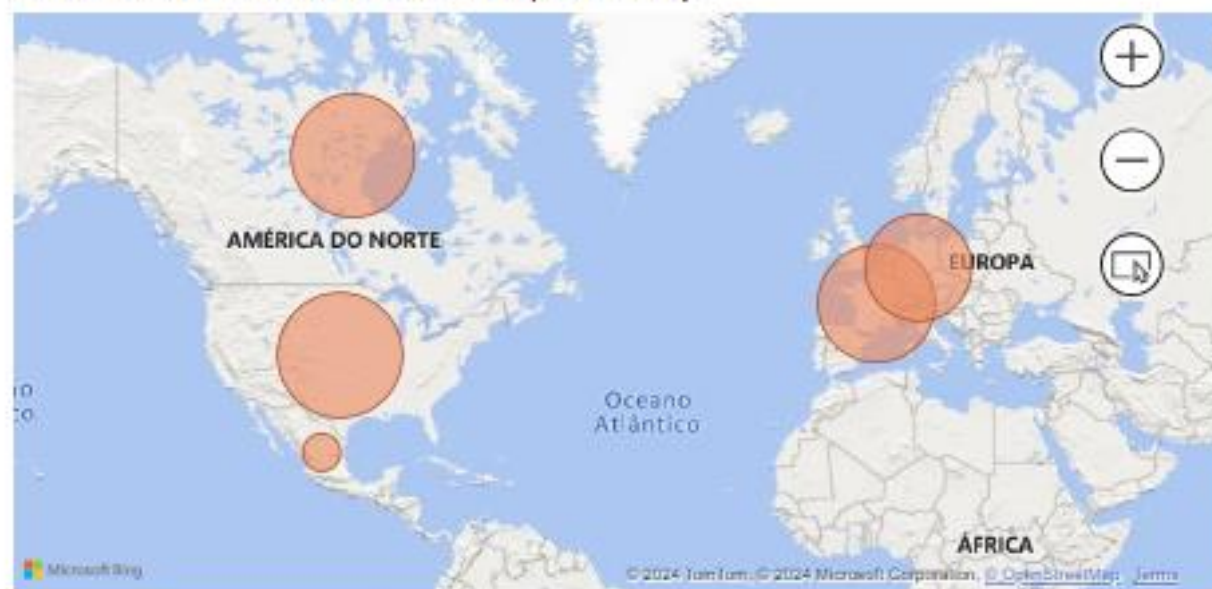 AMÉRICA DO NORTE
EUROPA
Oceano
Atlântico
ÁFRICA
Microsoft Bing
© 2024 TomTom, © 2024 Microsoft Corporation, © OpenStreetMap Terms